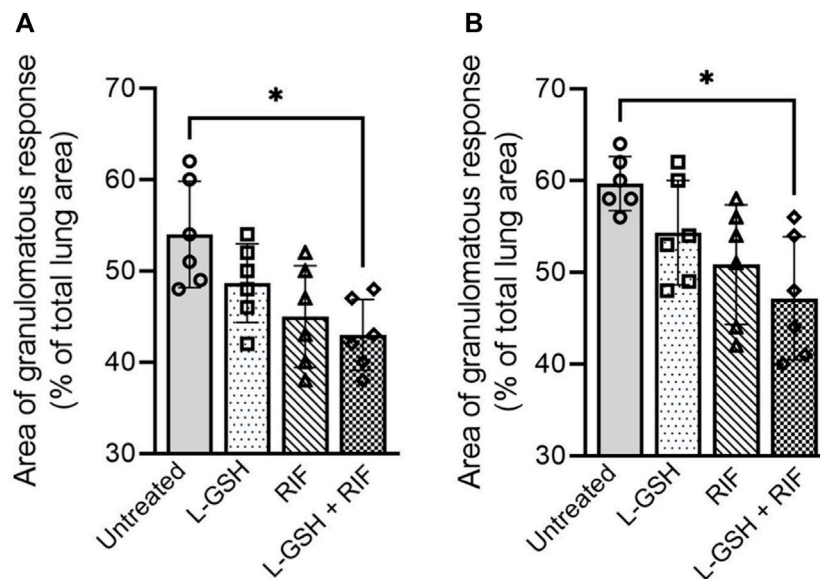 A
Area of granulomatous response
(% of total lung area)
70
60
50
40
30
*
Untreated
L-GSH
RIF
L-GSH + RIF
B
Area of granulomatous response
(% of total lung area)
70
60
50
40
30
*
Untreated
L-GSH
RIF
L-GSH + RIF